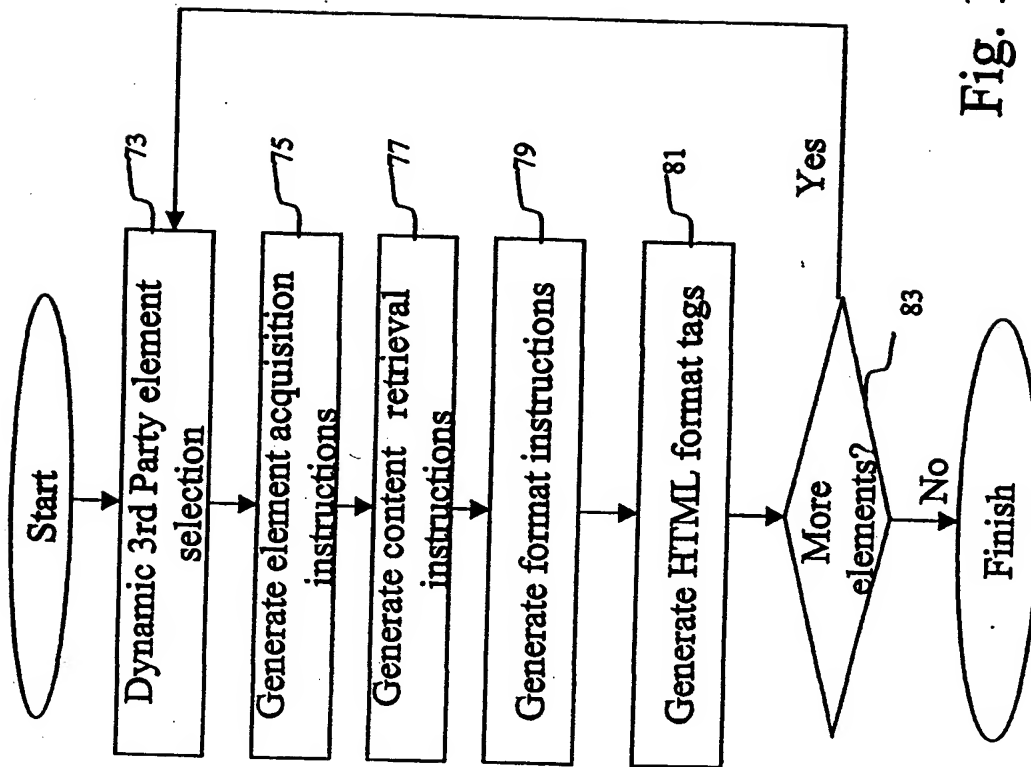 Start
Dynamic 3rd Party element
selection
73
Generate element acquisition
instructions
75
Generate content retrieval
instructions
77
Generate format instructions
79
Generate HTML format tags
81
More
elements?
83
Yes
No
Finish
Fig.